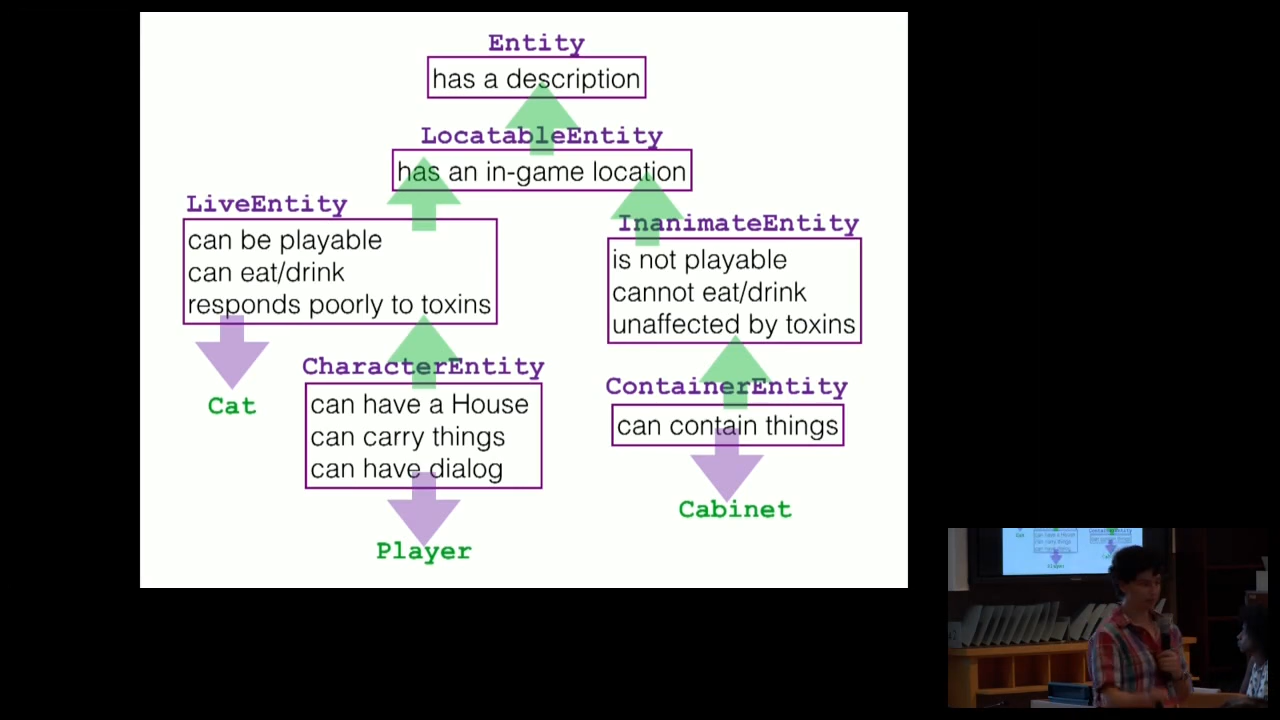 Entity
has a description
LocatableEntity
has an in-game location
LiveEntity
can be playable
can eat/drink
responds poorly to toxins
InanimateEntity
is not playable
cannot eat/drink
unaffected by toxins
CharacterEntity
can have a House
can carry things
can have dialog
ContainerEntity
can contain things
Cat
Cabinet
Player